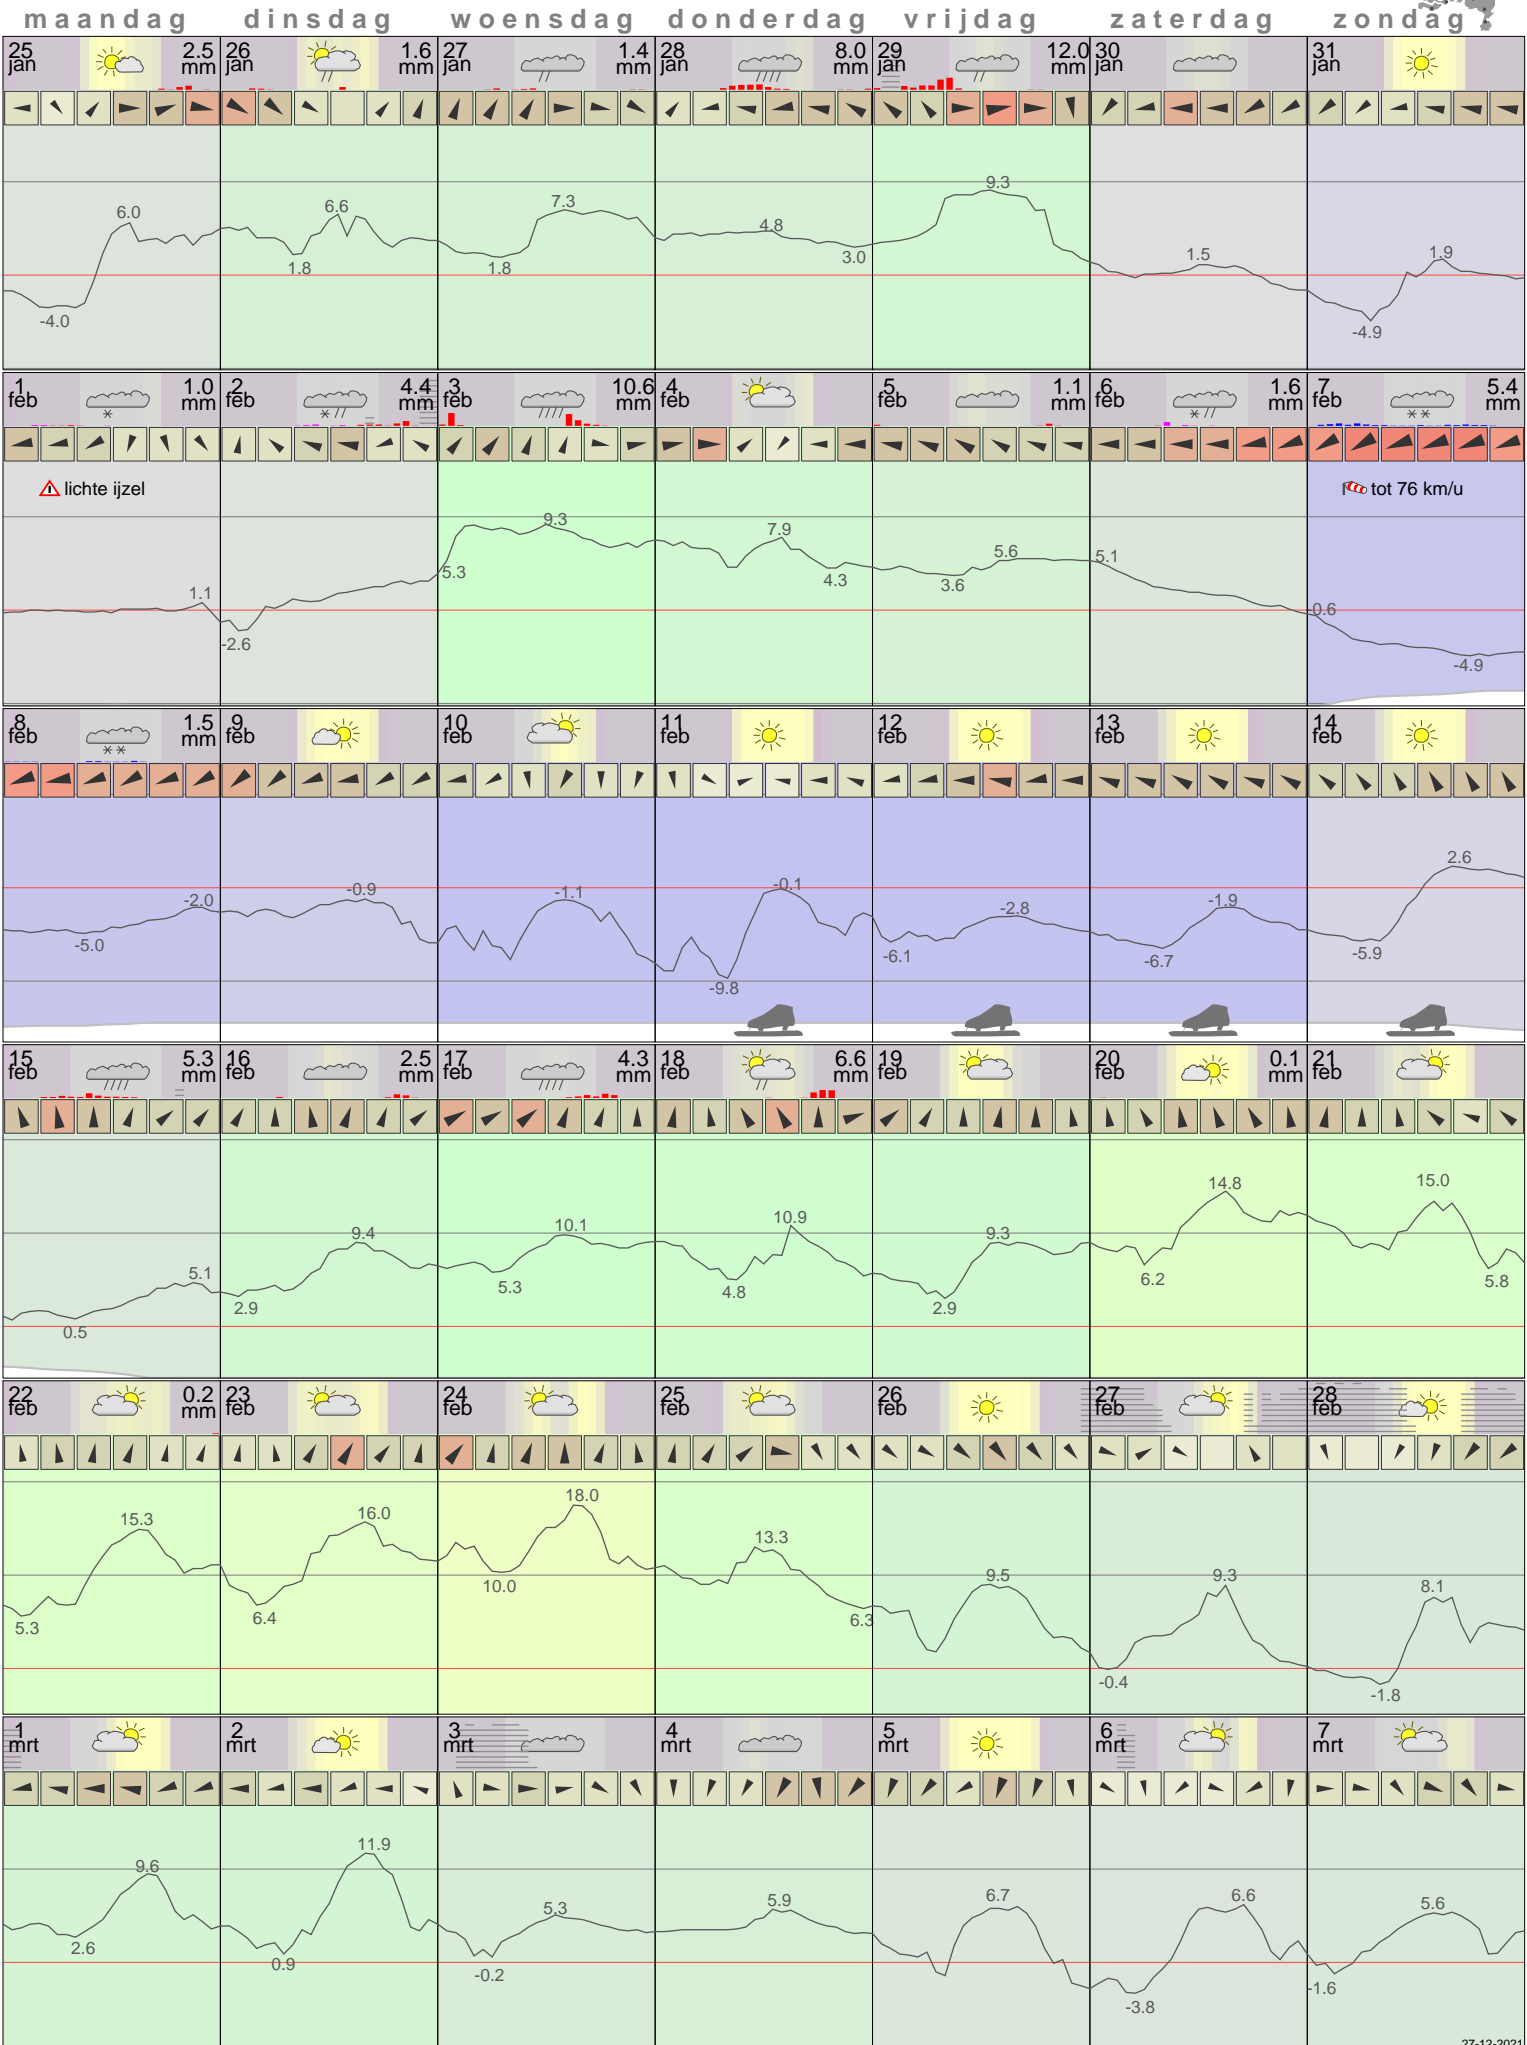 maandag dinsdag woensdag donderdag vrijdag zaterdag zondag
25 2.5 26 1.6 27 1.4 28 8.0 29 12.0 30 31
jan mm jan mm jan mm jan mm jan mm jan jan
9.3
6.0 6.6 7.3 4.8
1.8 1.8 3.0 1.5 1.9
-4.0 -4.9
1 1.0 2 4.4 3 10.6 4 5 1.1 6 1.6 7 5.4
feb mm feb mm feb mm feb feb mm feb mm feb mm
lichte ijzel tot 76 km/u
9.3 7.9
5.3 4.3 3.6 5.6 5.1
1.1 -0.6
-2.6 -4.9
8 1.5 9 10 11 12 13 14
feb mm feb feb feb feb feb feb
2.6
-2.0 -0.9 -1.1 -0.1 -2.8 -1.9
-5.0 -9.8 -6.1 -6.7 -5.9
15 5.3 16 2.5 17 4.3 18 6.6 19 20 0.1 21
feb mm feb mm feb mm feb mm feb feb mm feb
14.8 15.0
9.4 10.1 10.9 9.3
5.1 5.3 4.8 6.2 5.8
0.5 2.9 2.9
22 0.2 23 24 25 26 27 28
feb mm feb feb feb feb feb feb
15.3 16.0 18.0 13.3
10.0 9.5 9.3 8.1
5.3 6.4 6.3
-0.4 -1.8
1 2 3 4 5 6 7
mrt mrt mrt mrt mrt mrt mrt
9.6 11.9
5.3 5.9 6.7 6.6 5.6
2.6 0.9 -0.2
-3.8 -1.6
27-12-2021